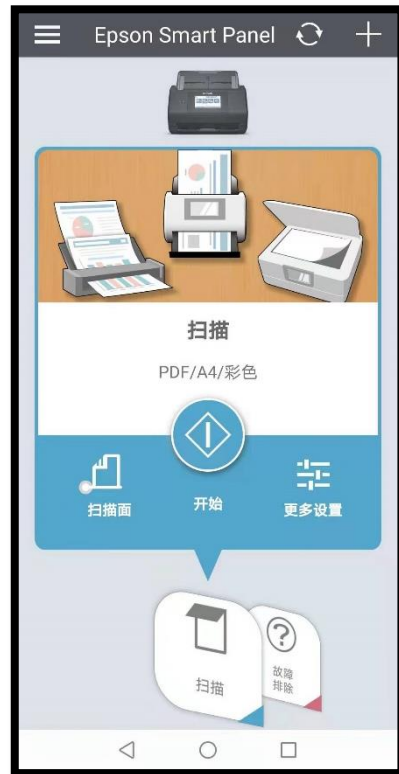 Epson Smart Panel
扫描
PDF/A4/彩色
扫描面
开始
更多设置
扫描
故障
排除